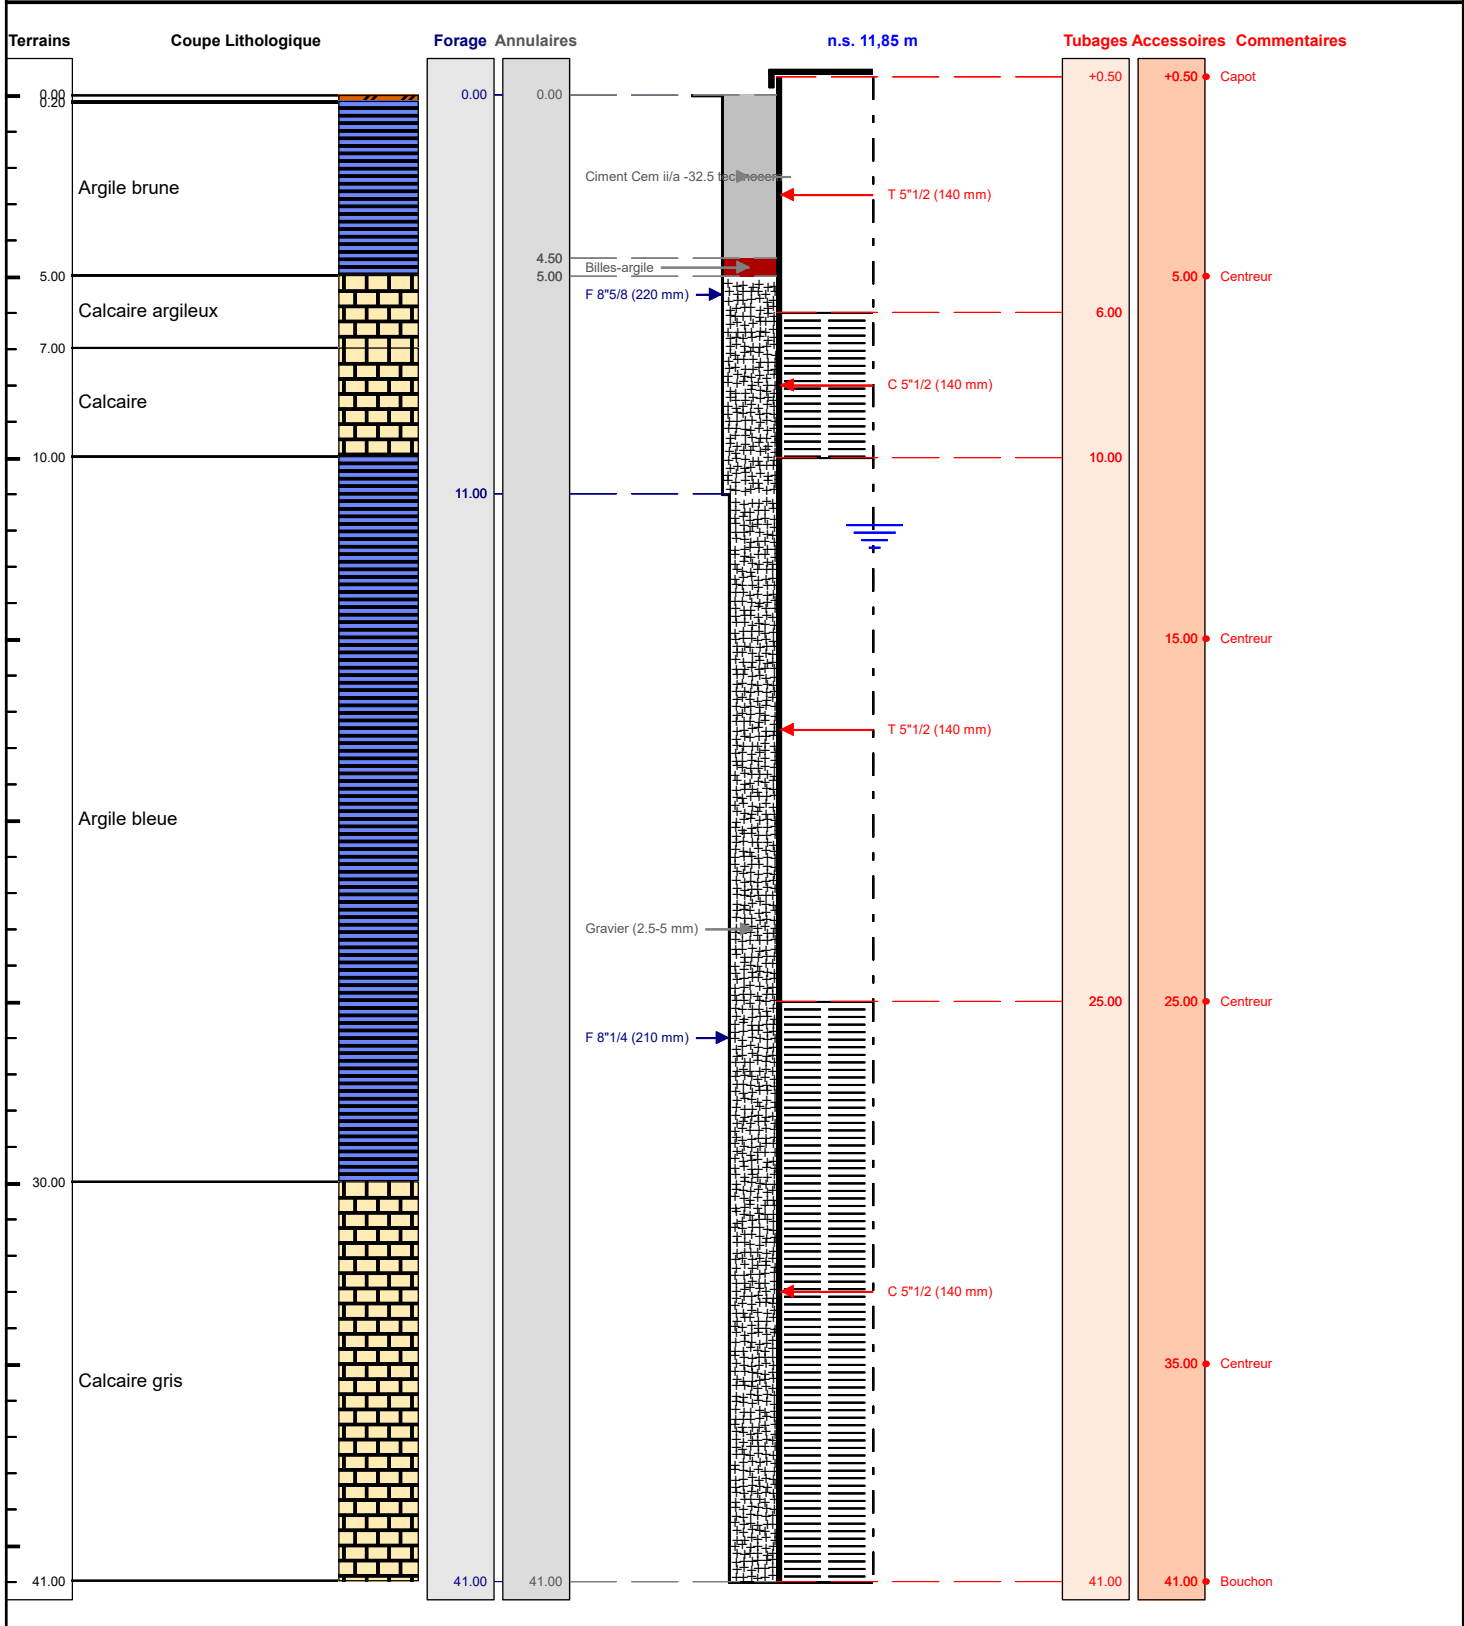 Terrains Coupe Lithologique Forage Annulaires n.s. 11,85 m Tubages Accessoires Commentaires
+0.50 +0.50 Capot
0.00 0.00 0.00
0.20
Ciment Cem ii/a -32.5 technocem
Argile brune
T 5"1/2 (140 mm)
4.50
Billes-argile
5.00 5.00 5.00 Centreur
F 8"5/8 (220 mm)
Calcaire argileux 6.00
7.00
C 5"1/2 (140 mm)
Calcaire
10.00 10.00
11.00
15.00 Centreur
T 5"1/2 (140 mm)
Argile bleue
Gravier (2.5-5 mm)
25.00 25.00 Centreur
F 8"1/4 (210 mm)
30.00
C 5"1/2 (140 mm)
35.00 Centreur
Calcaire gris
41.00 41.00 41.00 41.00 41.00 Bouchon